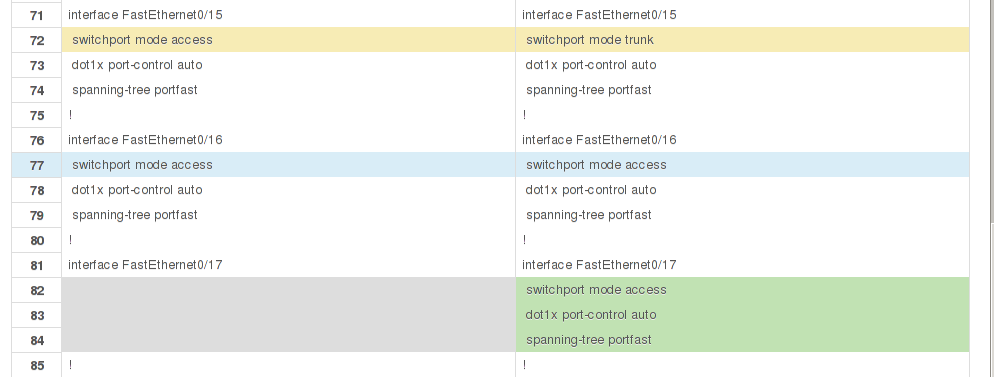 71 interface FastEthernet0/15 interface FastEthernet0/15
72 switchport mode access switchport mode trunk
73 dot1x port-control auto dot1x port-control auto
74 spanning-tree portfast spanning-tree portfast
75 ! !
76 interface FastEthernet0/16 interface FastEthernet0/16
77 switchport mode access switchport mode access
78 dot1x port-control auto dot1x port-control auto
79 spanning-tree portfast spanning-tree portfast
80 ! !
81 interface FastEthernet0/17 interface FastEthernet0/17
82 switchport mode access
83 dot1x port-control auto
84 spanning-tree portfast
85 ! !